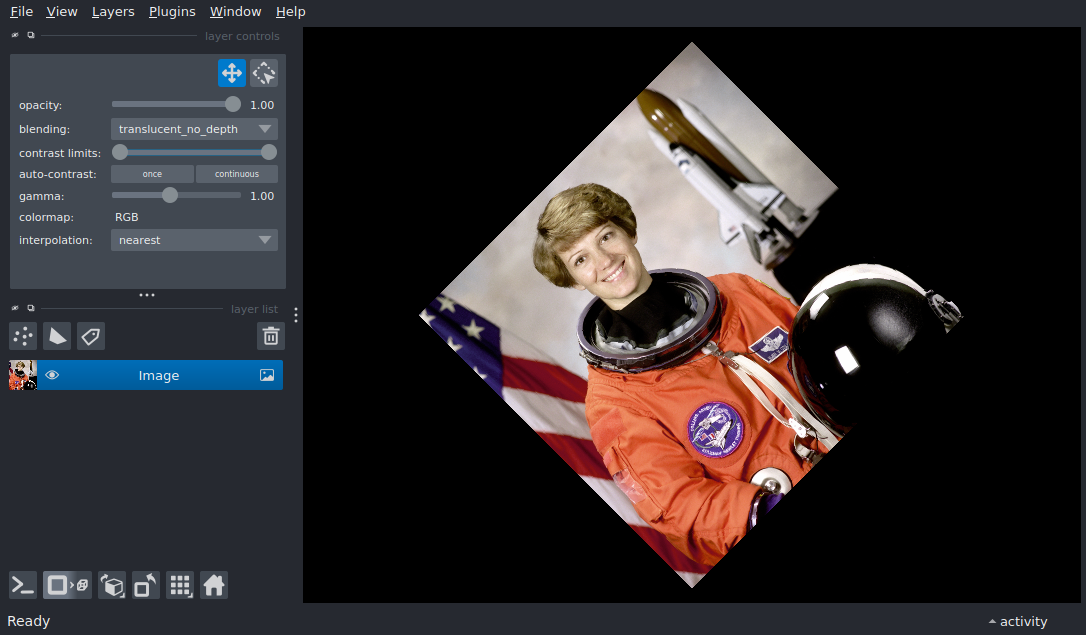 File View Layers Plugins Window Help
layer controls
opacity: 1.00
blending: translucent_no_depth
contrast limits:
auto-contrast: once continuous
gamma: 1.00
colormap: RGB
interpolation: nearest
layer list
Image
Ready
activity